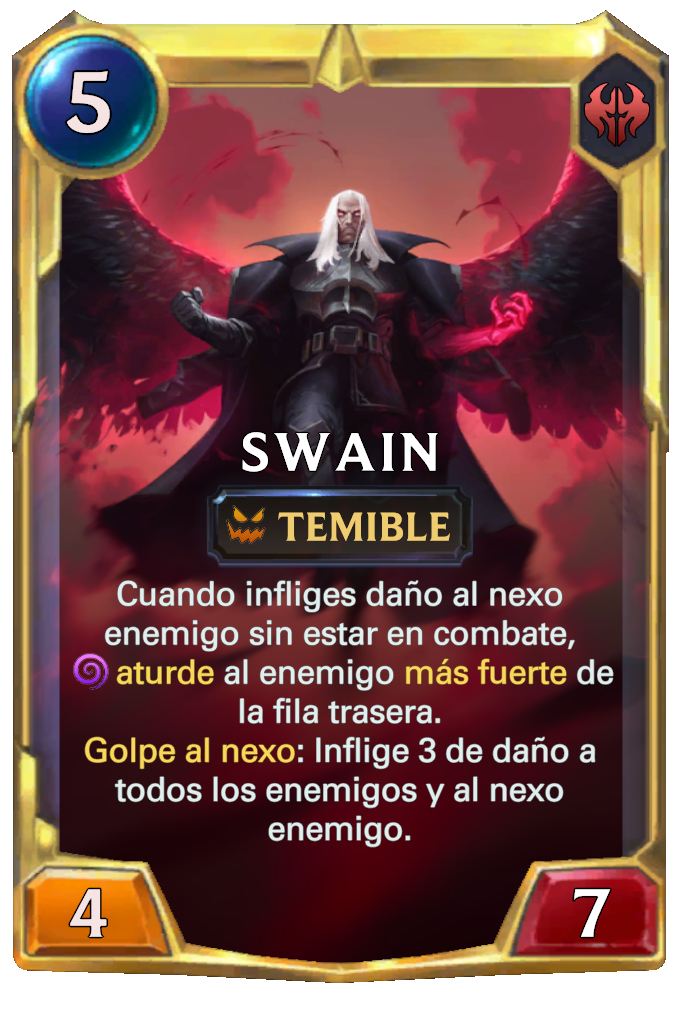 5
SWAIN
TEMIBLE
Cuando infliges daño al nexo
enemigo sin estar en combate,
aturde al enemigo más fuerte de
la fila trasera.
Golpe al nexo: Inflige 3 de daño a
todos los enemigos y al nexo
enemigo.
4
7